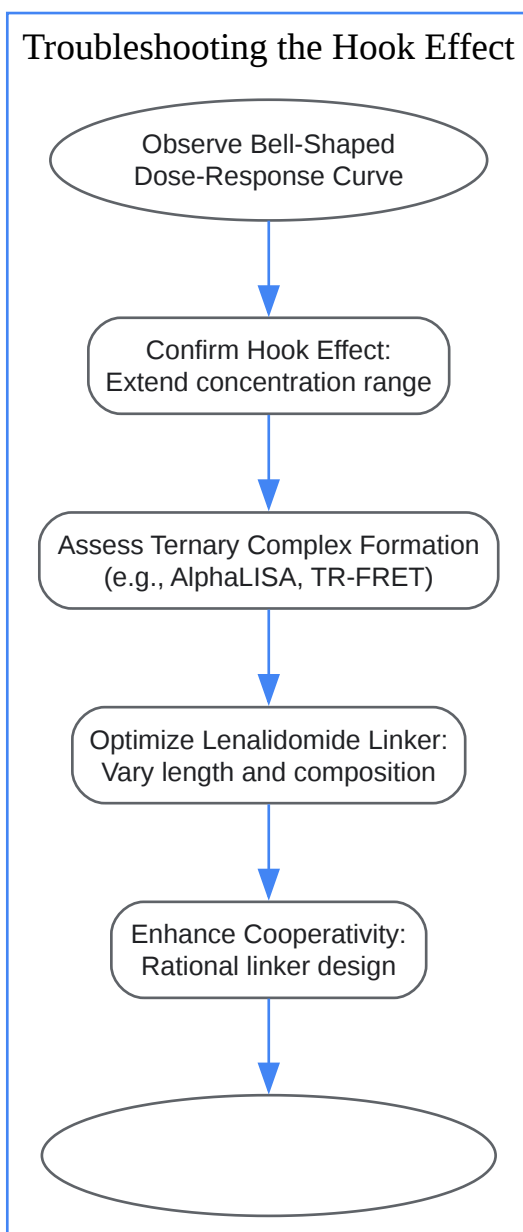 Troubleshooting the Hook Effect
Observe Bell-Shaped
Dose-Response Curve
Confirm Hook Effect:
Extend concentration range
Assess Ternary Complex Formation
(e.g., AlphaLISA, TR-FRET)
Optimize Lenalidomide Linker:
Vary length and composition
Enhance Cooperativity:
Rational linker design